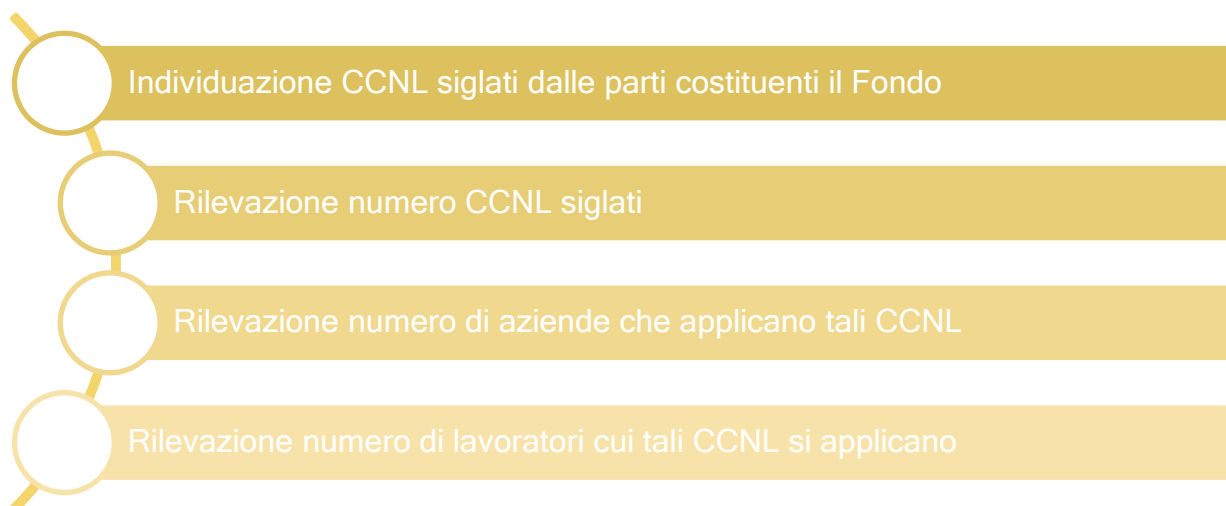 Individuazione CCNL siglati dalle parti costituenti il Fondo
Rilevazione numero CCNL siglati
Rilevazione numero di aziende che applicano tali CCNL
Rilevazione numero di lavoratori cui tali CCNL si applicano